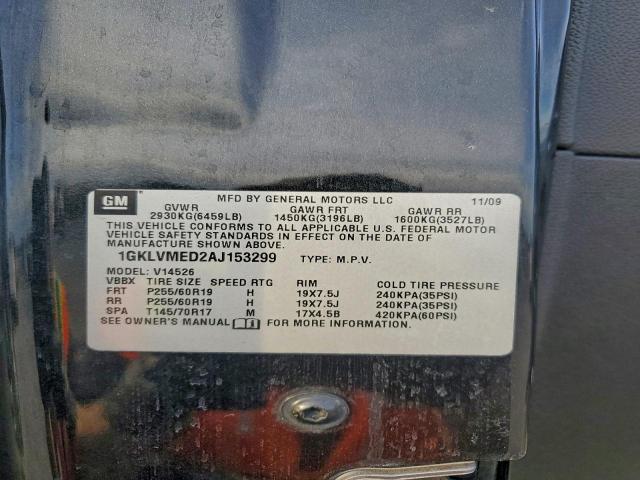 GM
MFD BY GENERAL MOTORS LLC 11/09
GVWR GAWR FRT GAWR RR
2930KG(6459LB) 1450KG(3196LB) 1600KG(3527LB)
THIS VEHICLE CONFORMS TO ALL APPLICABLE U.S. FEDERAL MOTOR
VEHICLE SAFETY STANDARDS IN EFFECT ON THE DATE OF
MANUFACTURE SHOWN ABOVE.
1GKLVMED2AJ153299 TYPE: M.P.V.
MODEL: V14526
VBBX TIRE SIZE SPEED RTG RIM COLD TIRE PRESSURE
FRT P255/60R19 H 19X7.5J 240KPA(35PSI)
RR P255/60R19 H 19X7.5J 240KPA(35PSI)
SPA T145/70R17 M 17X4.5B 420KPA(60PSI)
SEE OWNER'S MANUAL FOR MORE INFORMATION.